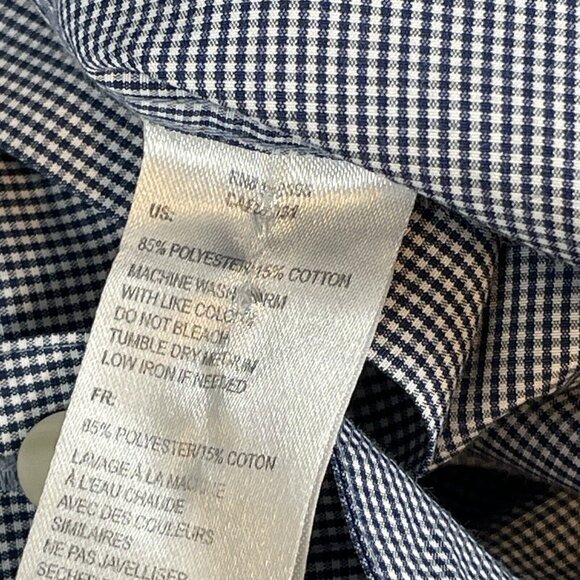 US:
85% POLYESTER/15% COTTON
MACHINE WASH WARM
WITH LIKE COLORS
DO NOT BLEACH
TUMBLE DRY MEDIUM
LOW IRON IF NEEDED
FR:
85% POLYESTER/15% COTON
LAVAGE À LA MACHINE
À L'EAU CHAUDE
AVEC DES COULEURS
SIMILAIRES
NE PAS JAVELLISER